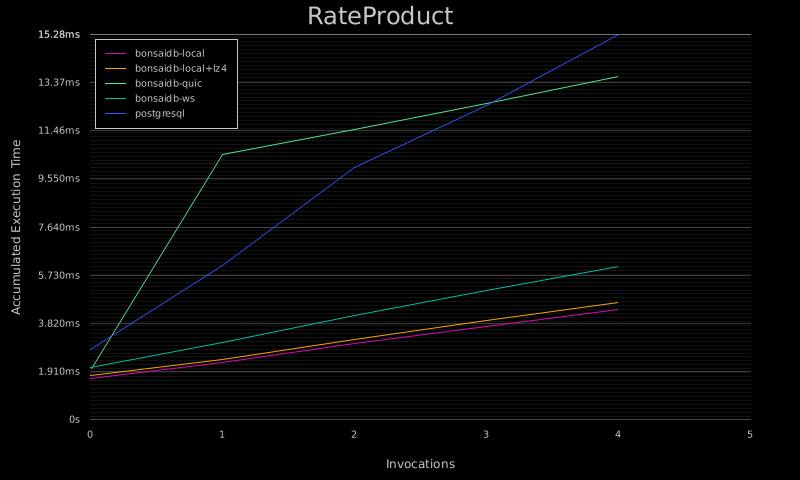 RateProduct
15.28ms
13.37ms
11.46ms
9.550ms
7.640ms
5.730ms
3.820ms
1.910ms
0s
Accumulated Execution Time
bonsaidb-local
bonsaidb-local+lz4
bonsaidb-quic
bonsaidb-ws
postgresql
0 1 2 3 4 5
Invocations